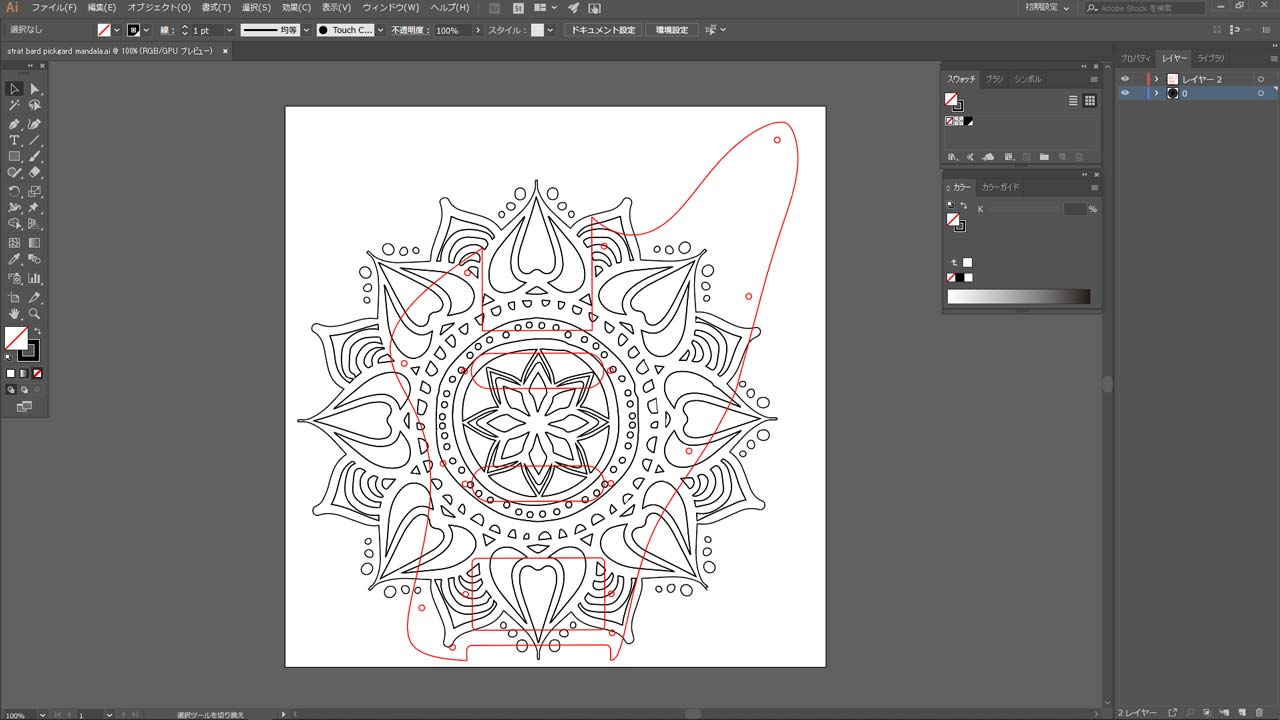 Ai ファイル(F) 編集(E) オブジェクト(O) 書式(T) 選択(S) 効果(C) 表示(V) ウィンドウ(W) ヘルプ(H) Br St 初期設定 Adobe Stock を検索
選択なし 線: 1 pt 均等 Touch C... 不透明度: 100% スタイル: ドキュメント設定 環境設定
strat bard pickgard mandala.ai @ 100% (RGB/GPU プレビュー) ×
プロパティ レイヤー ライブラリ
スウォッチ ブラシ シンボル
レイヤー 2
0
カラー カラーガイド
K %
100% 1 選択ツールを切り換え 2 レイヤー